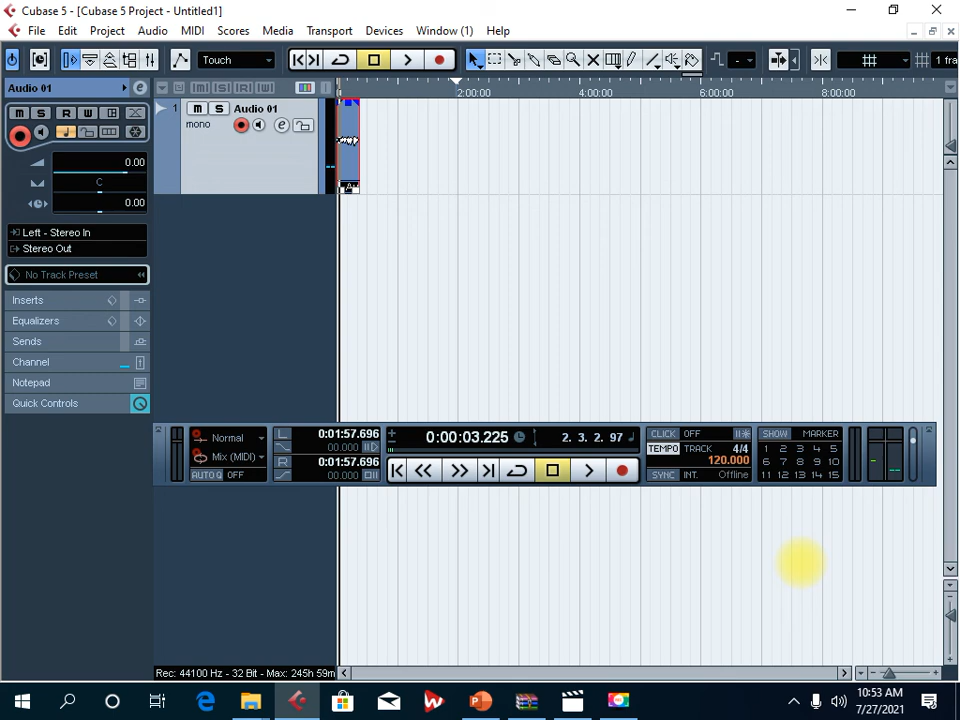 Cubase 5 - [Cubase 5 Project - Untitled1]
File Edit Project Audio MIDI Scores Media Transport Devices Window (1) Help
Touch
1 fra
Audio 01
2:00:00 4:00:00 6:00:00 8:00:00
1 m S Audio 01
mono
m S R W
0.00
C
0.00
Left - Stereo In
Stereo Out
No Track Preset
Inserts
Equalizers
Sends
Channel
Notepad
Quick Controls
Normal
Mix (MIDI)
AUTO Q OFF
L 0:01:57.696
00.000
R 0:01:57.696
00.000
0:00:03.225 2. 3. 2. 97
CLICK OFF
TEMPO TRACK 4/4
120.000
SYNC INT. Offline
SHOW MARKER
1 2 3 4 5
6 7 8 9 10
11 12 13 14 15
Rec: 44100 Hz - 32 Bit - Max: 245h 59m
10:53 AM
7/27/2021